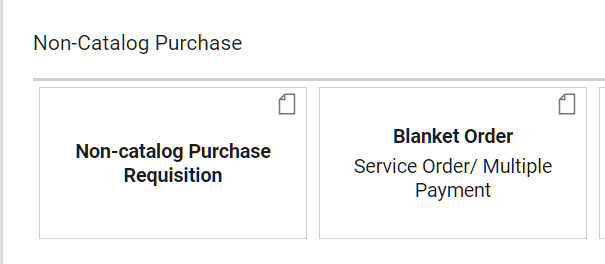 Non-Catalog Purchase
Non-catalog Purchase
Requisition
Blanket Order
Service Order/ Multiple
Payment